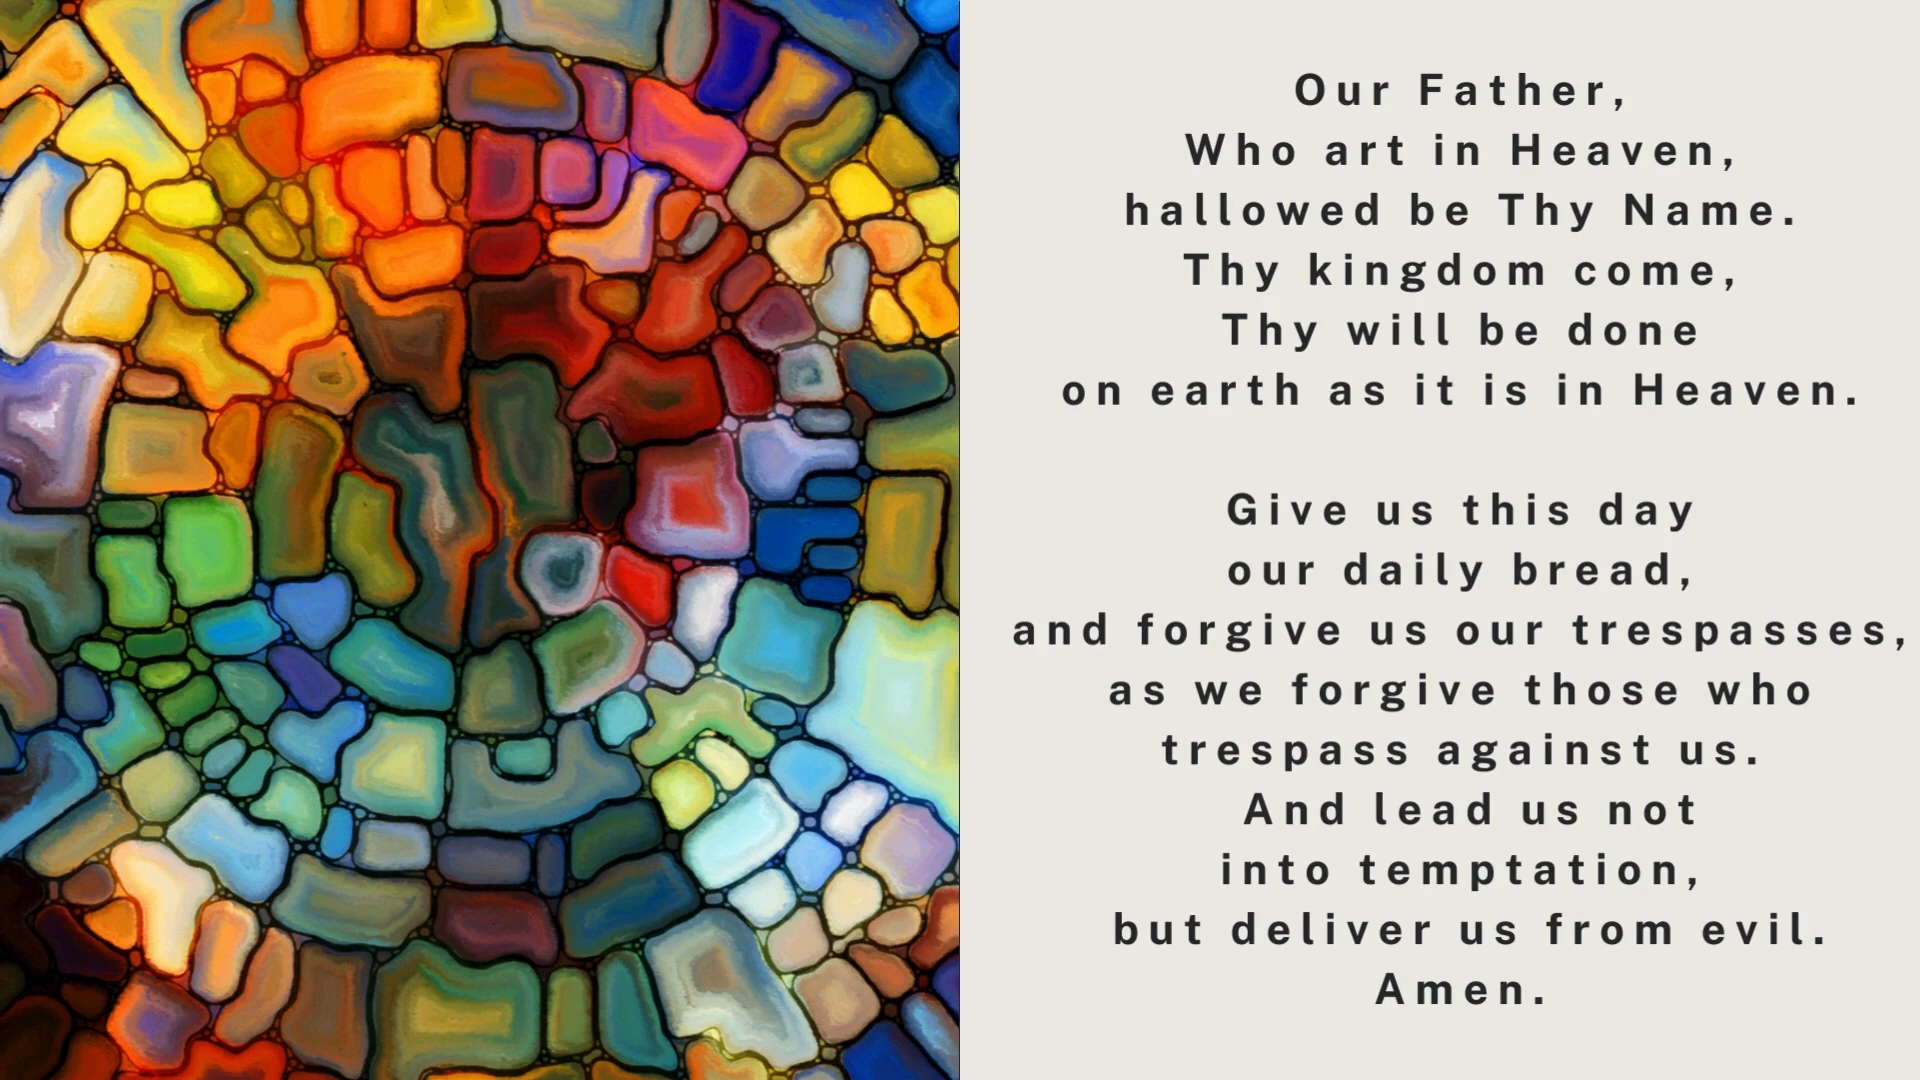 Our Father,
Who art in Heaven,
hallowed be Thy Name.
Thy kingdom come,
Thy will be done
on earth as it is in Heaven.
Give us this day
our daily bread,
and forgive us our trespasses,
as we forgive those who
trespass against us.
And lead us not
into temptation,
but deliver us from evil.
Amen.